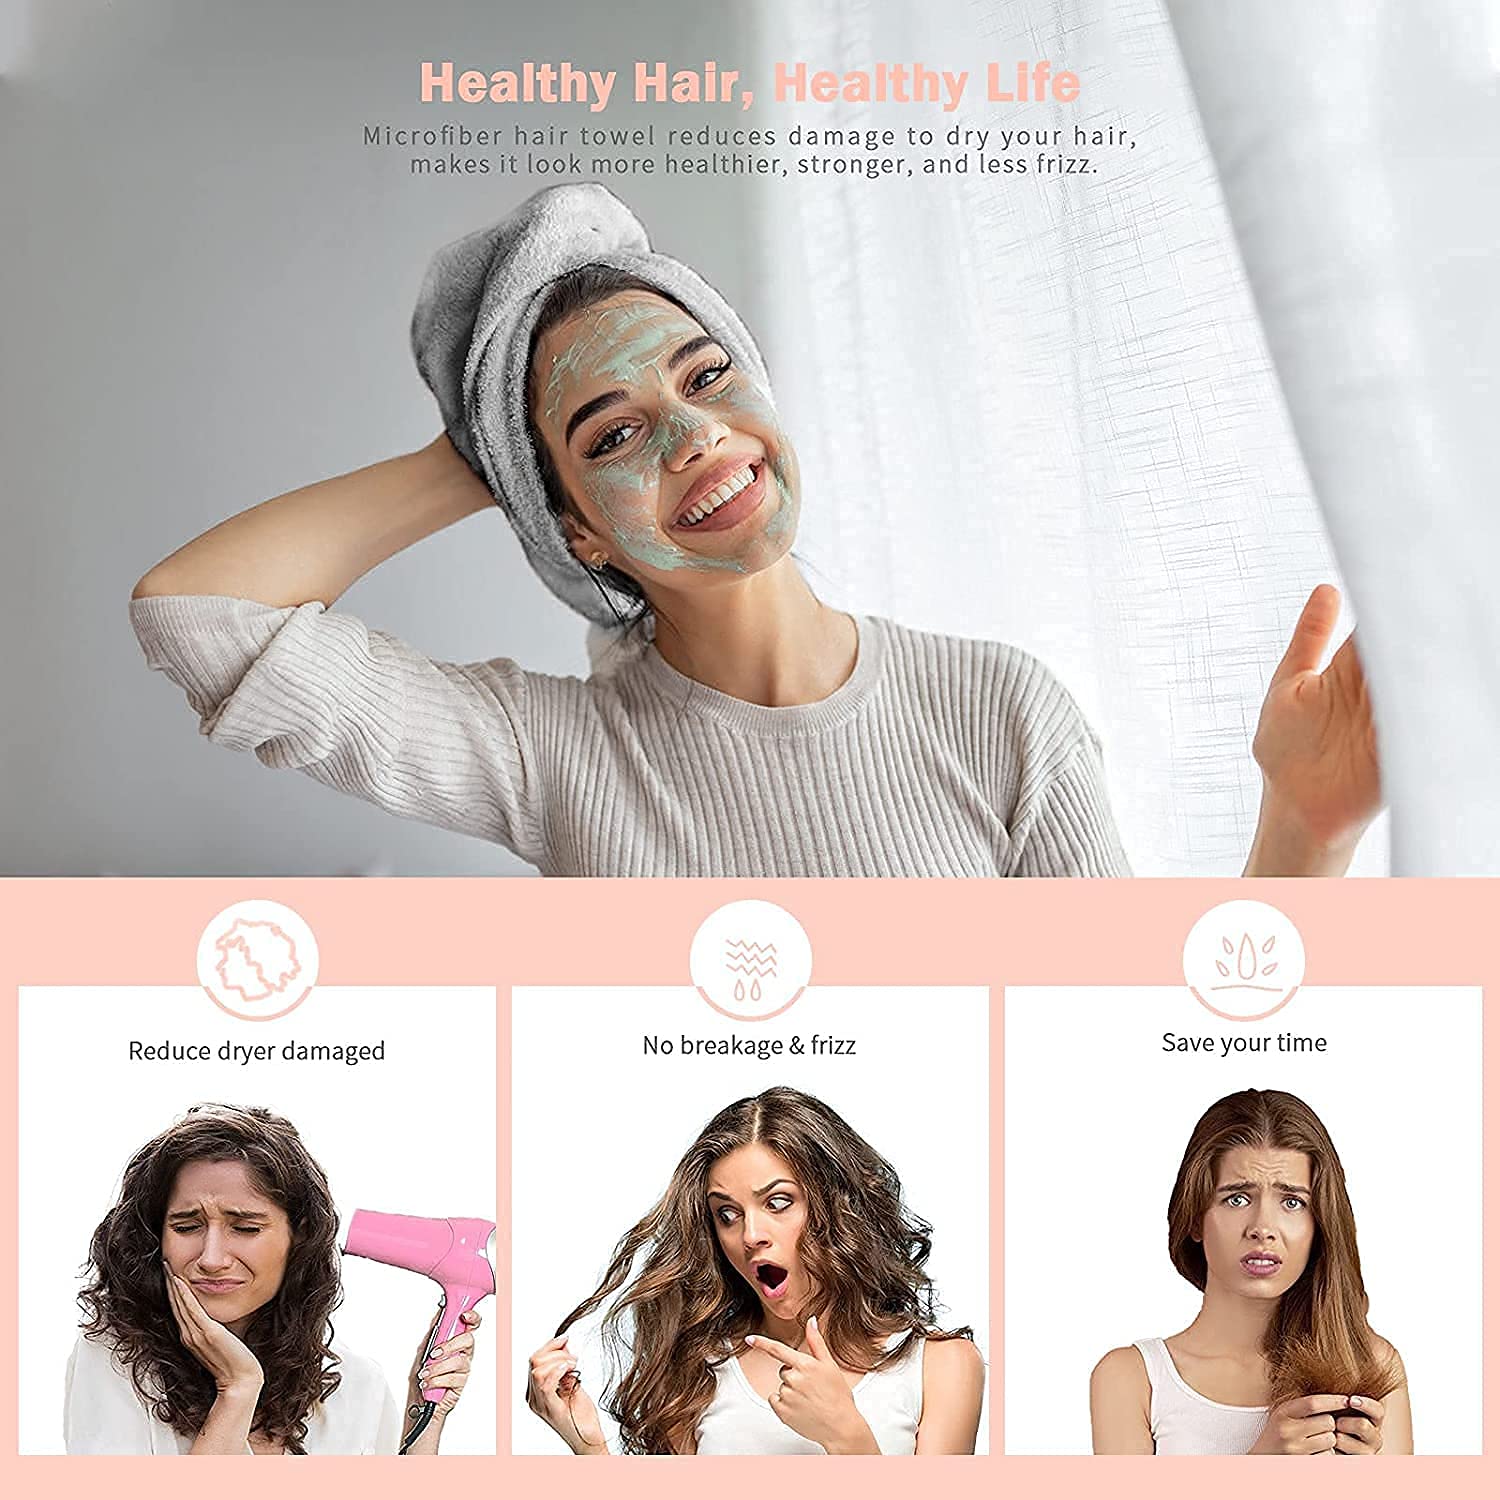 Healthy Hair, Healthy Life
Microfiber hair towel reduces damage to dry your hair,
makes it look more healthier, stronger, and less frizz.
Reduce dryer damaged
No breakage & frizz
Save your time